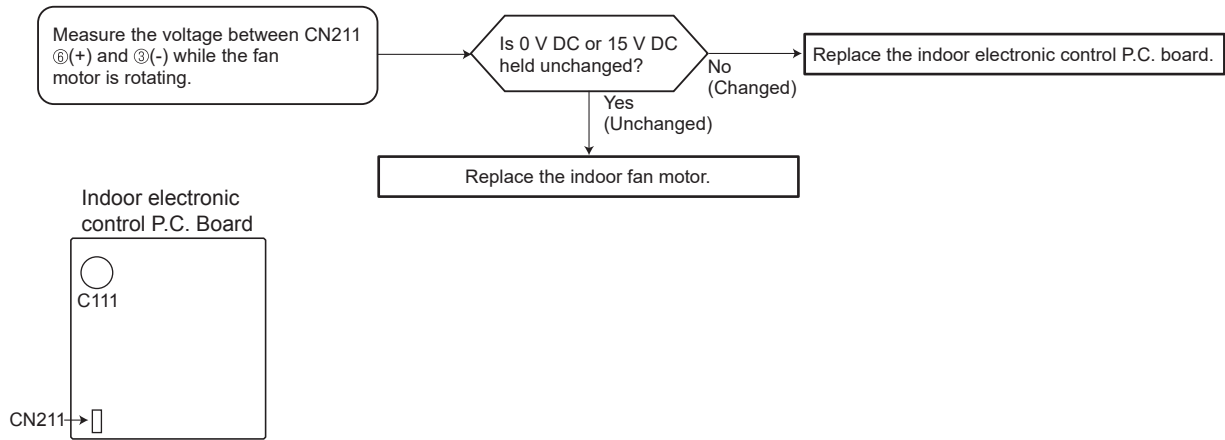 Measure the voltage between CN211
⑥(+) and ③(-) while the fan
motor is rotating.
Is 0 V DC or 15 V DC
held unchanged?
No
(Changed)
Replace the indoor electronic control P.C. board.
Yes
(Unchanged)
Replace the indoor fan motor.
Indoor electronic
control P.C. Board
C111
CN211